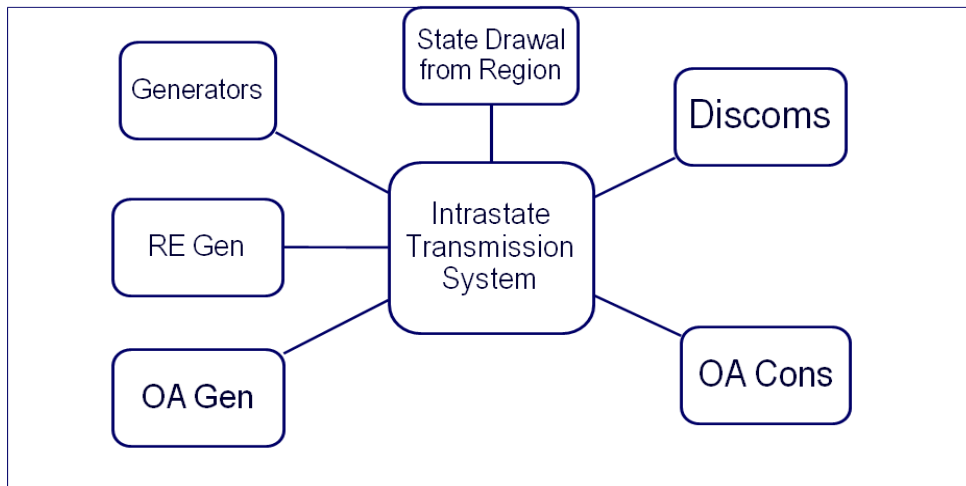 State Drawal
from Region
Generators
Discoms
Intrastate
Transmission
System
RE Gen
OA Gen
OA Cons